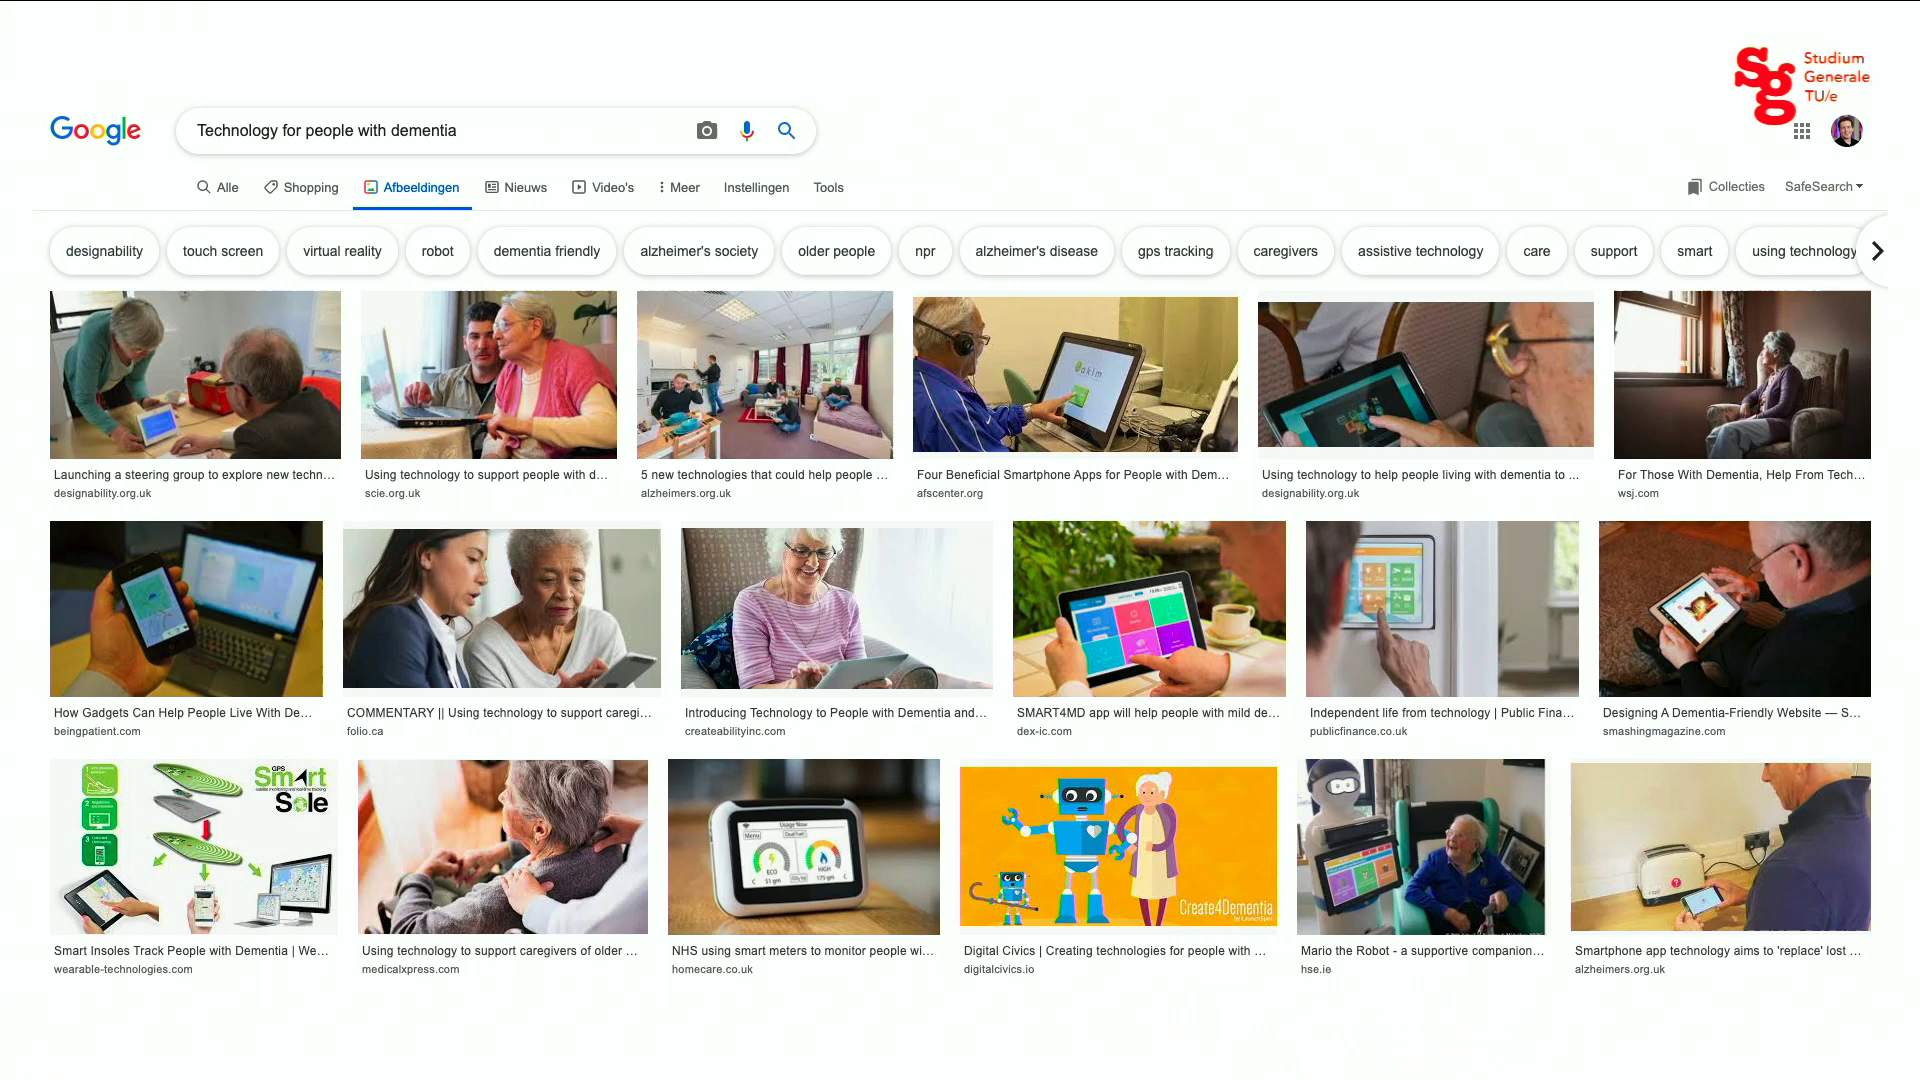 Studium
Generale
TU/e
Sg
Google
Technology for people with dementia
Alle Shopping Afbeeldingen Nieuws Video's Meer Instellingen Tools
Collecties SafeSearch
designability touch screen virtual reality robot dementia friendly alzheimer's society older people npr alzheimer's disease gps tracking caregivers assistive technology care support smart using technology
Launching a steering group to explore new techn...
designability.org.uk
Using technology to support people with d...
scie.org.uk
5 new technologies that could help people ...
alzheimers.org.uk
Four Beneficial Smartphone Apps for People with Dem...
afscenter.org
Using technology to help people living with dementia to ...
designability.org.uk
For Those With Dementia, Help From Tech...
wsj.com
How Gadgets Can Help People Live With De...
beingpatient.com
COMMENTARY || Using technology to support caregi...
folio.ca
Introducing Technology to People with Dementia and...
createabilityinc.com
SMART4MD app will help people with mild de...
dex-ic.com
Independent life from technology | Public Fina...
publicfinance.co.uk
Designing A Dementia-Friendly Website — S...
smashingmagazine.com
GPS
Smart
Sole
Smart Insoles Track People with Dementia | We...
wearable-technologies.com
Using technology to support caregivers of older ...
medicalxpress.com
Usage Now
Menu
Dual fuel
ECO
HIGH
NHS using smart meters to monitor people wi...
homecare.co.uk
Create4Dementia
Digital Civics | Creating technologies for people with ...
digitalcivics.io
Mario the Robot - a supportive companion...
hse.ie
Smartphone app technology aims to 'replace' lost ...
alzheimers.org.uk